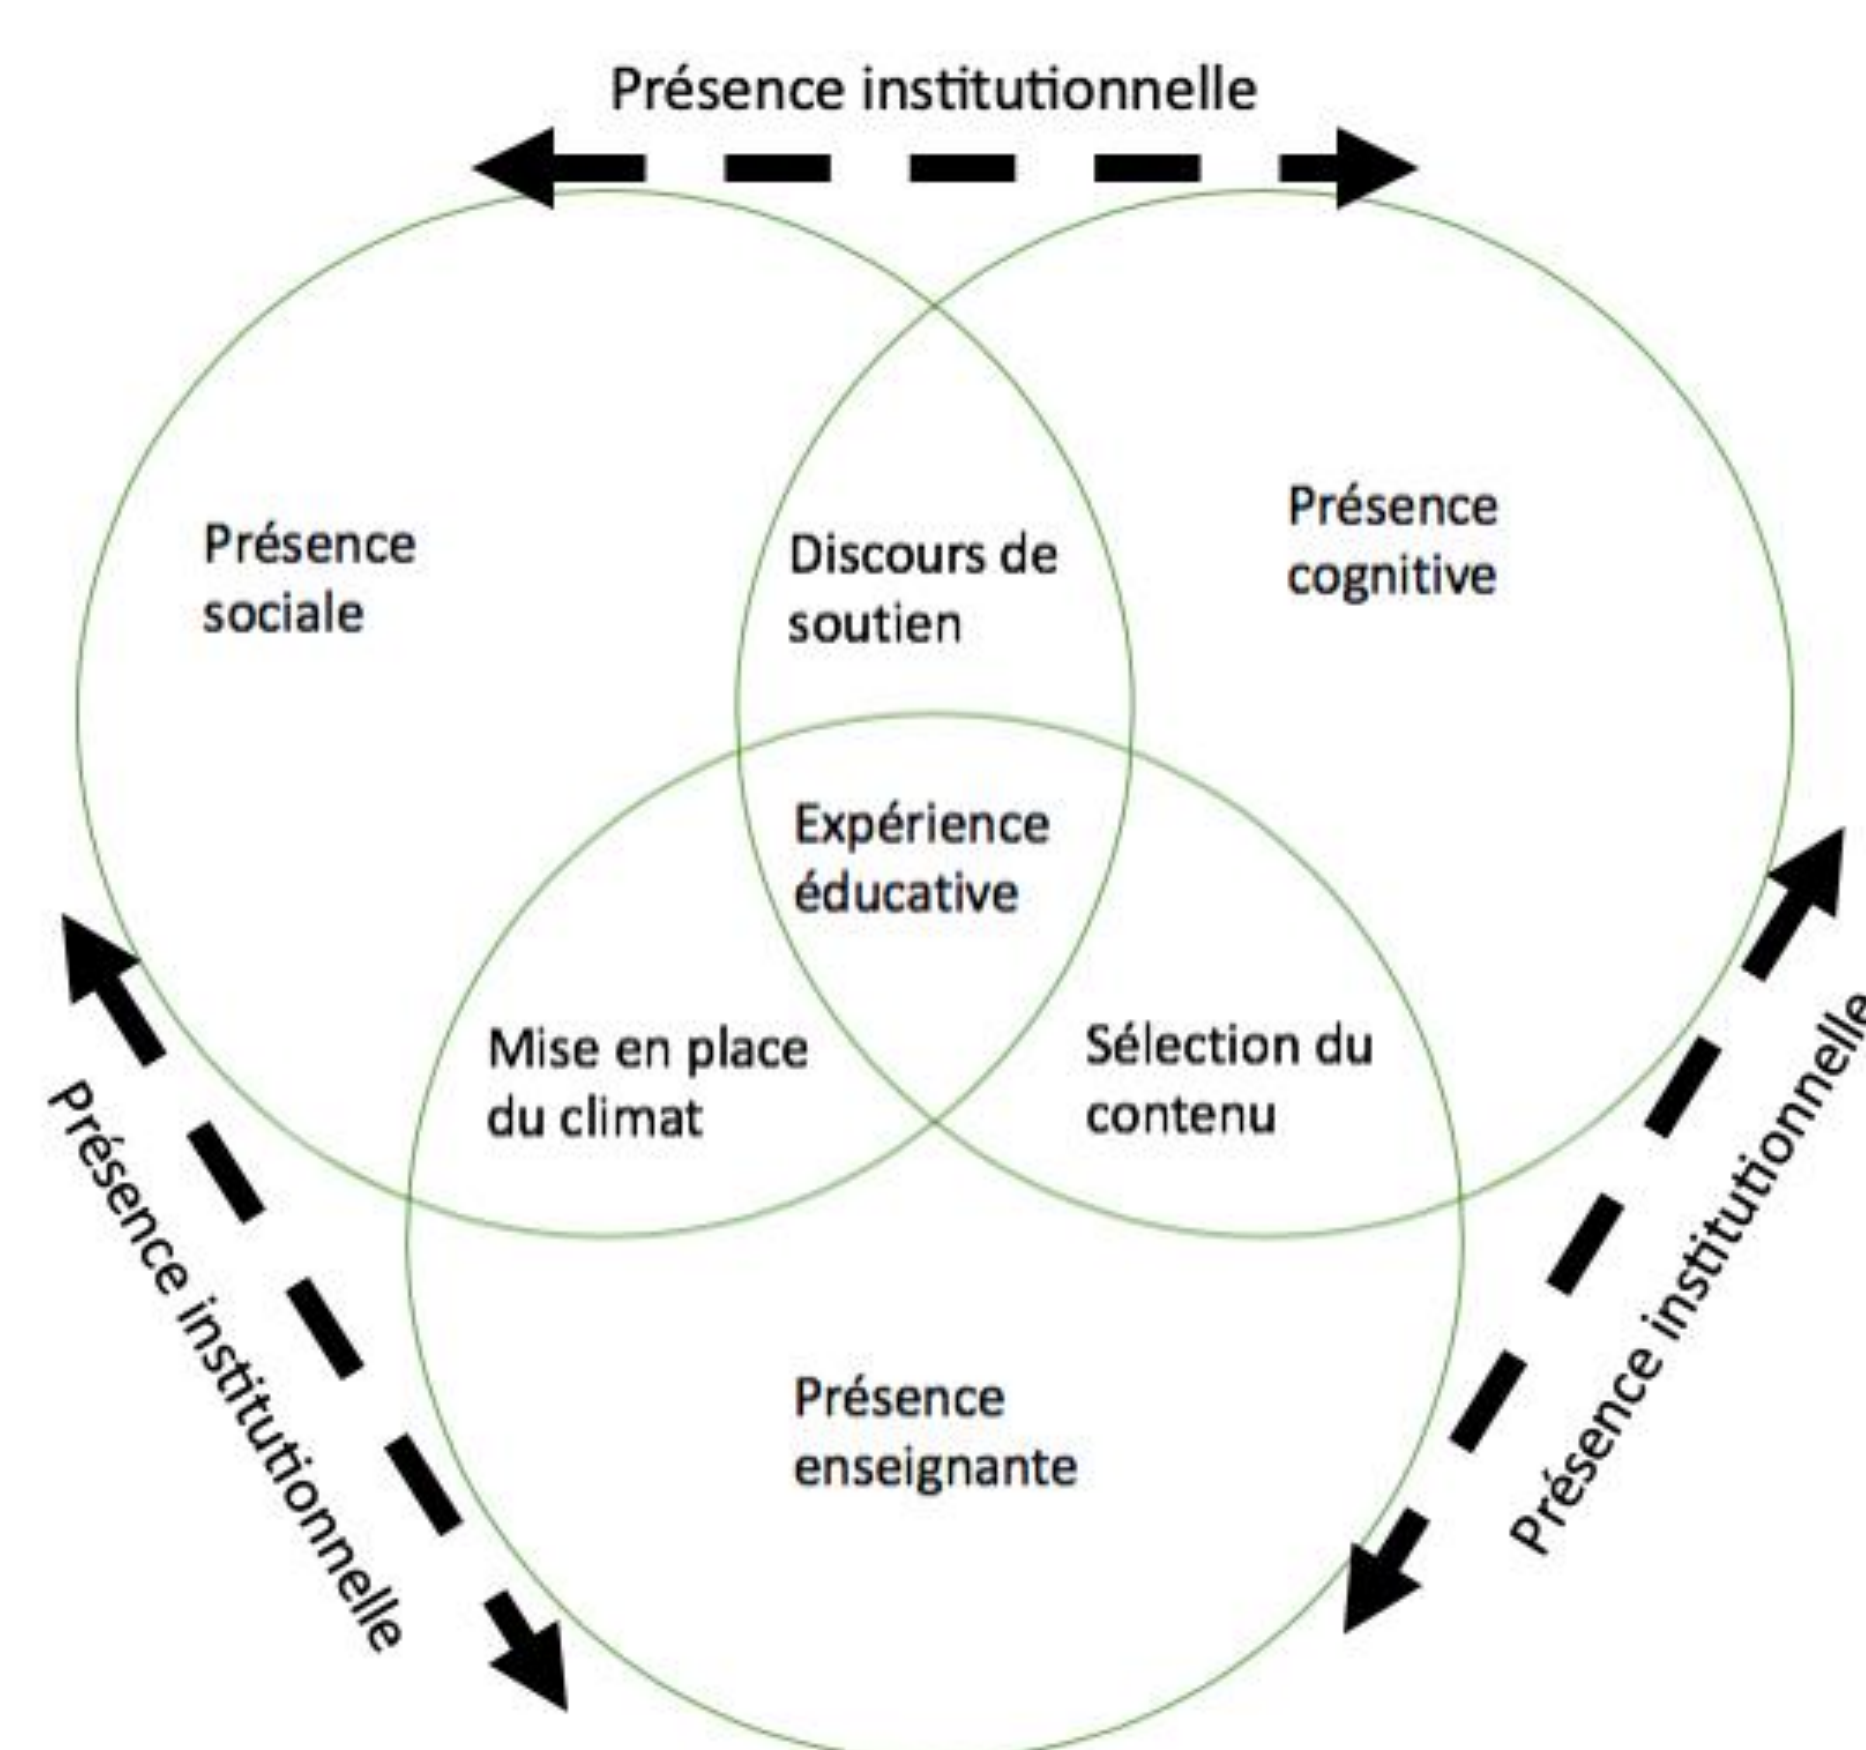 Présence institutionnelle
Présence
sociale
Discours de
soutien
Présence
cognitive
Expérience
éducative
Mise en place
du climat
Sélection du
contenu
Présence
enseignante
Présence institutionnelle
Présence institutionnelle